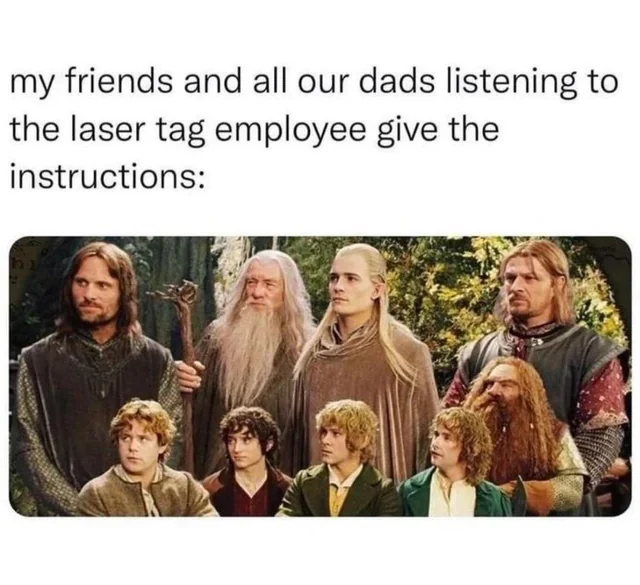 my friends and all our dads listening to
the laser tag employee give the
instructions: